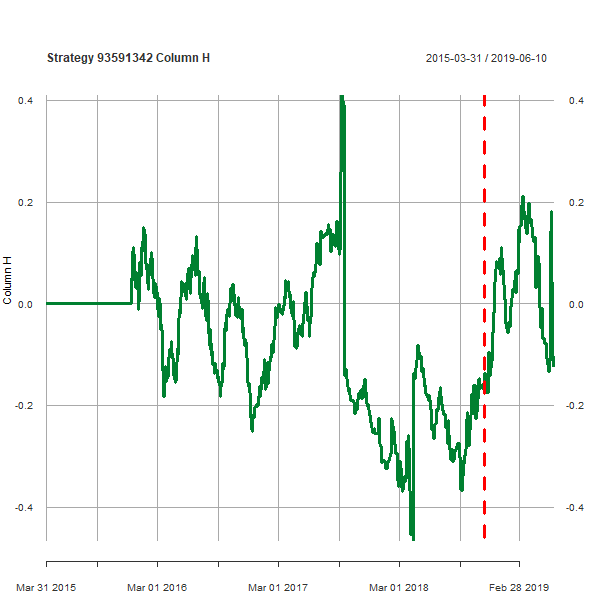 Strategy 93591342 Column H 2015-03-31 / 2019-06-10
0.4 0.4
0.2 0.2
0.0 0.0
-0.2 -0.2
-0.4 -0.4
Column H
Mar 31 2015 Mar 01 2016 Mar 01 2017 Mar 01 2018 Feb 28 2019